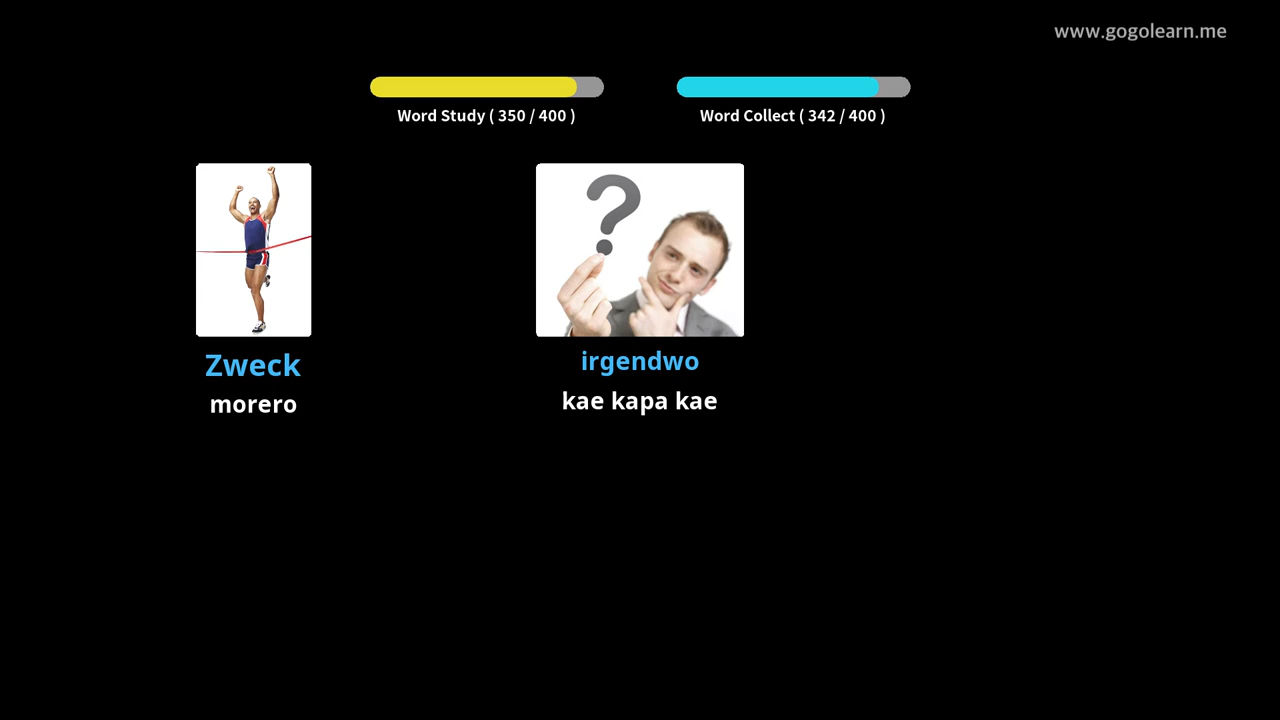 www.gogolearn.me
Word Study ( 350 / 400 )
Word Collect ( 342 / 400 )
Zweck
morero
irgendwo
kae kapa kae